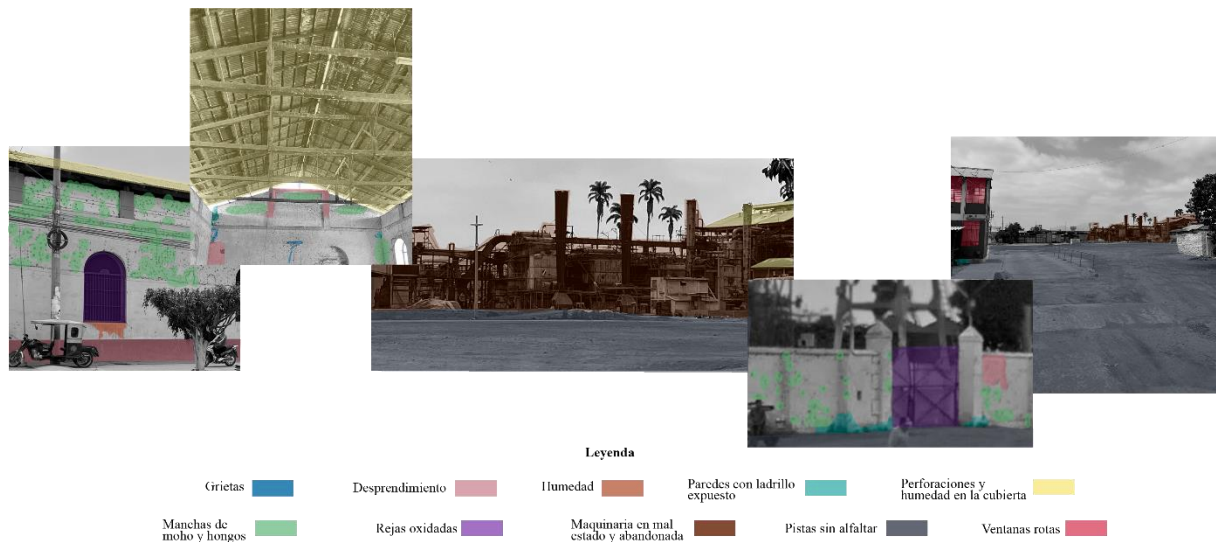 Leyenda
Grietas
Desprendimiento
Humedad
Paredes con ladrillo
expuesto
Perforaciones y
humedad en la cubierta
Manchas de
moho y hongos
Rejas oxidadas
Maquinaria en mal
estado y abandonada
Pistas sin alfaltar
Ventanas rotas